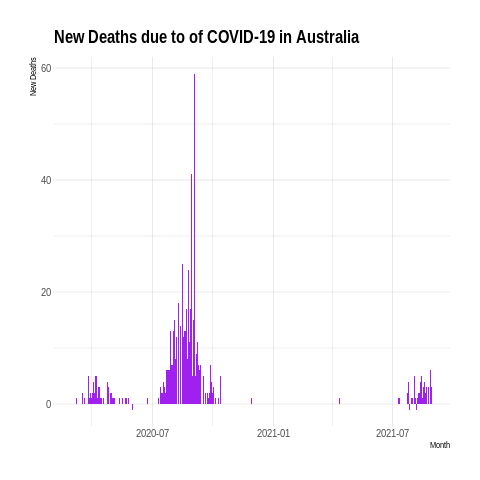 New Deaths due to of COVID-19 in Australia
New Deaths
60
40
20
0
2020-07
2021-01
2021-07
Month